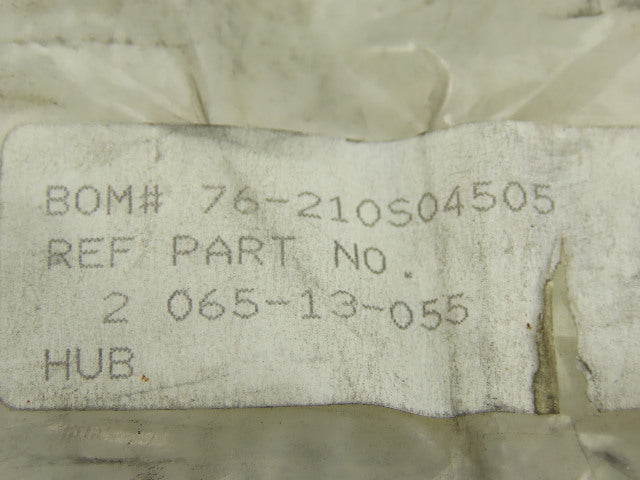 BOM# 76-210S04505
REF PART NO.
2 065-13-055
HUB